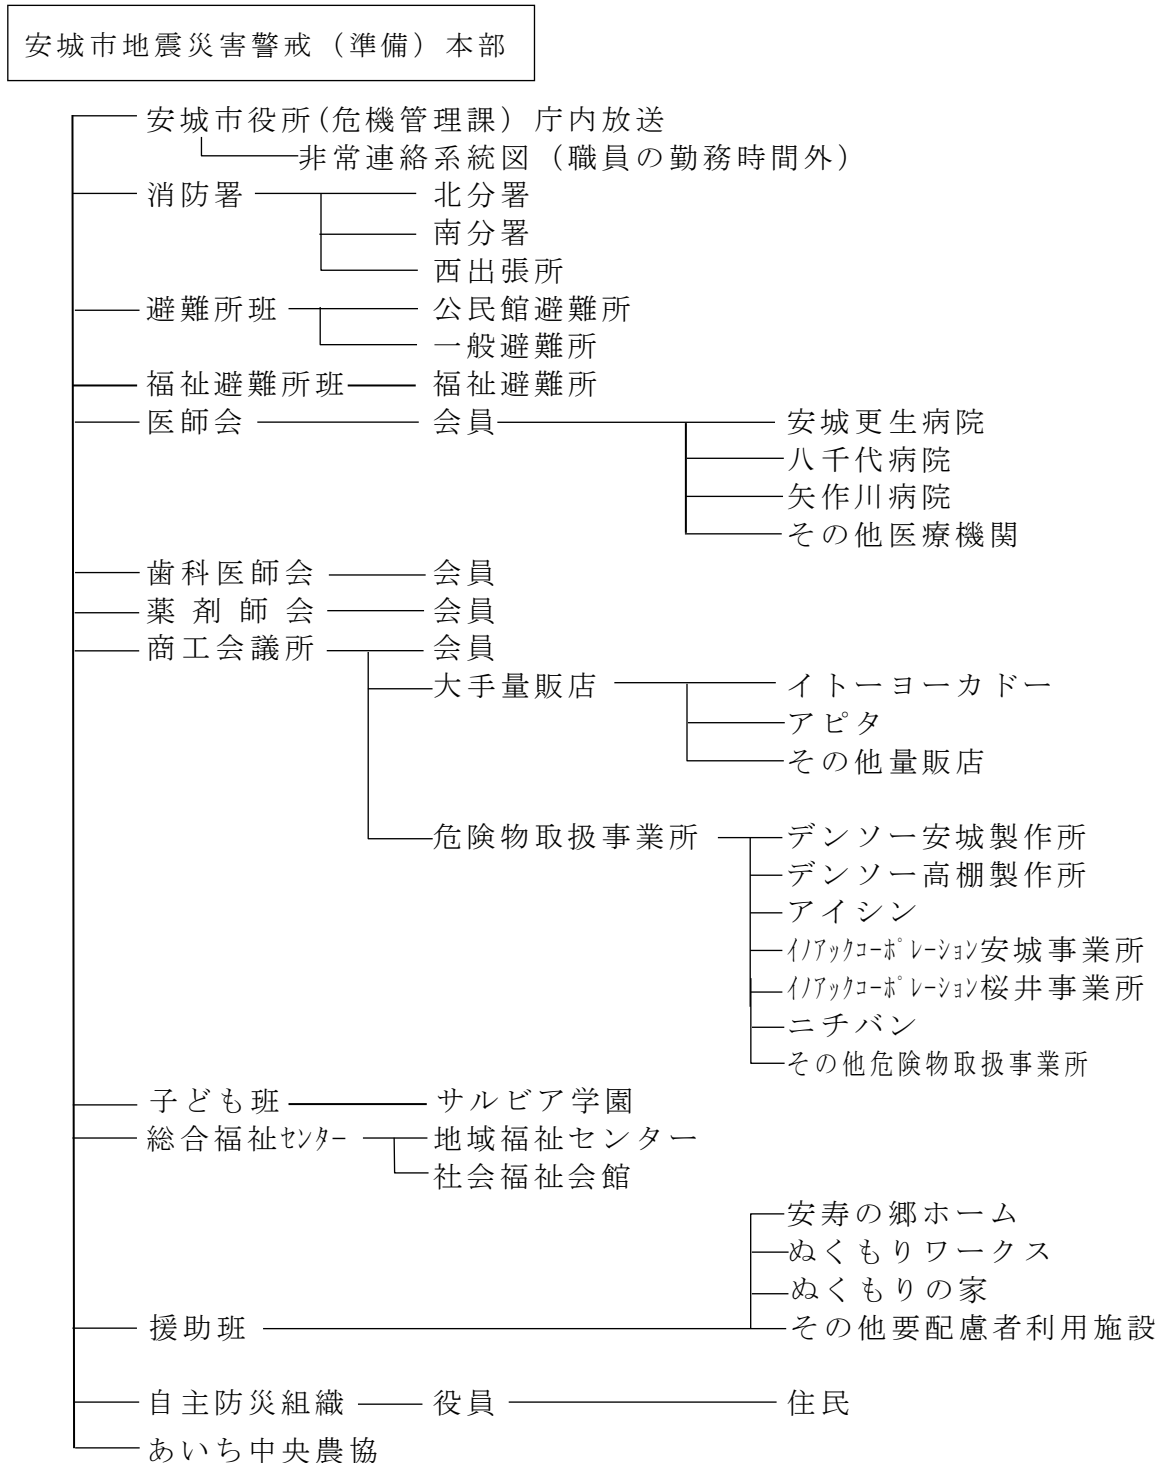 安城市地震災害警戒（準備）本部
安城市役所(危機管理課）庁内放送
非常連絡系統図（職員の勤務時間外）
消防署 北分署
南分署
西出張所
避難所班 公民館避難所
一般避難所
福祉避難所班 福祉避難所
医師会 会員 安城更生病院
八千代病院
矢作川病院
その他医療機関
歯科医師会 会員
薬剤師会 会員
商工会議所 会員
大手量販店 イトーヨーカドー
アピタ
その他量販店
危険物取扱事業所 デンソー安城製作所
デンソー高棚製作所
アイシン
ｲﾉｱｯｸｺｰﾎﾟﾚｰｼｮﾝ安城事業所
ｲﾉｱｯｸｺｰﾎﾟﾚｰｼｮﾝ桜井事業所
ニチバン
その他危険物取扱事業所
子ども班 サルビア学園
総合福祉ｾﾝﾀｰ 地域福祉センター
社会福祉会館
安寿の郷ホーム
ぬくもりワークス
ぬくもりの家
援助班 その他要配慮者利用施設
自主防災組織 役員 住民
あいち中央農協